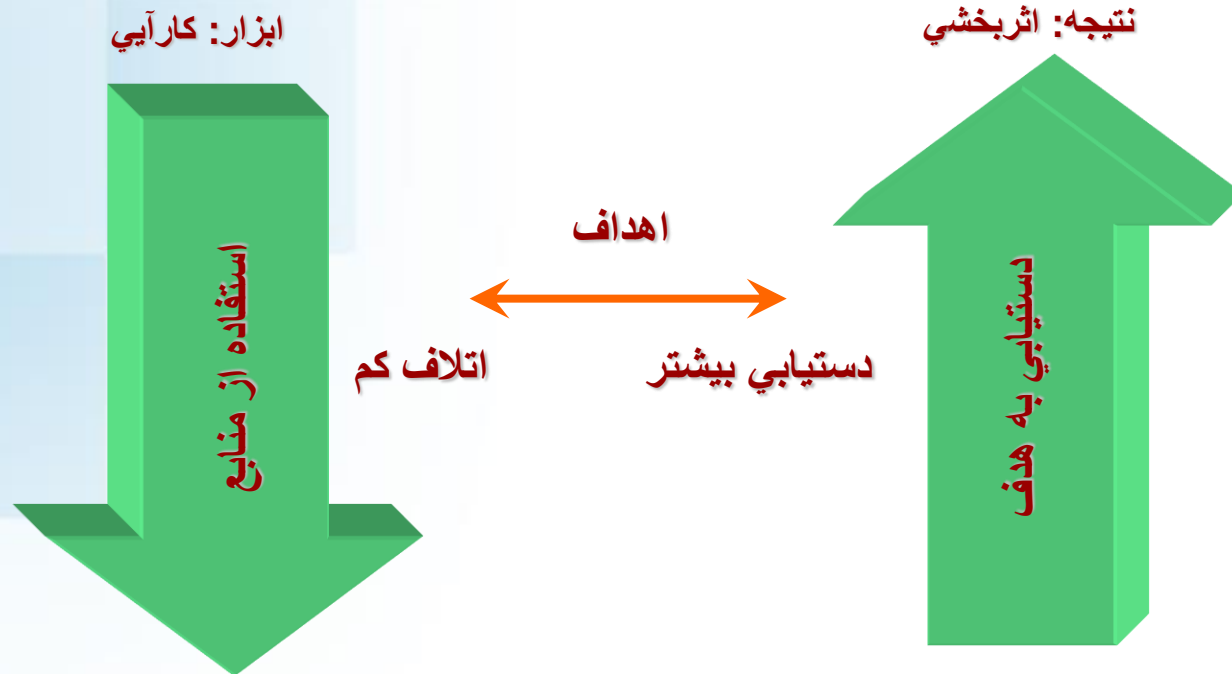 نتيجه: اثربخشي
ابزار: كارآيي
اهداف
دستيابي بيشتر
اتلاف كم
دستيابي به هدف
استفاده از منابع